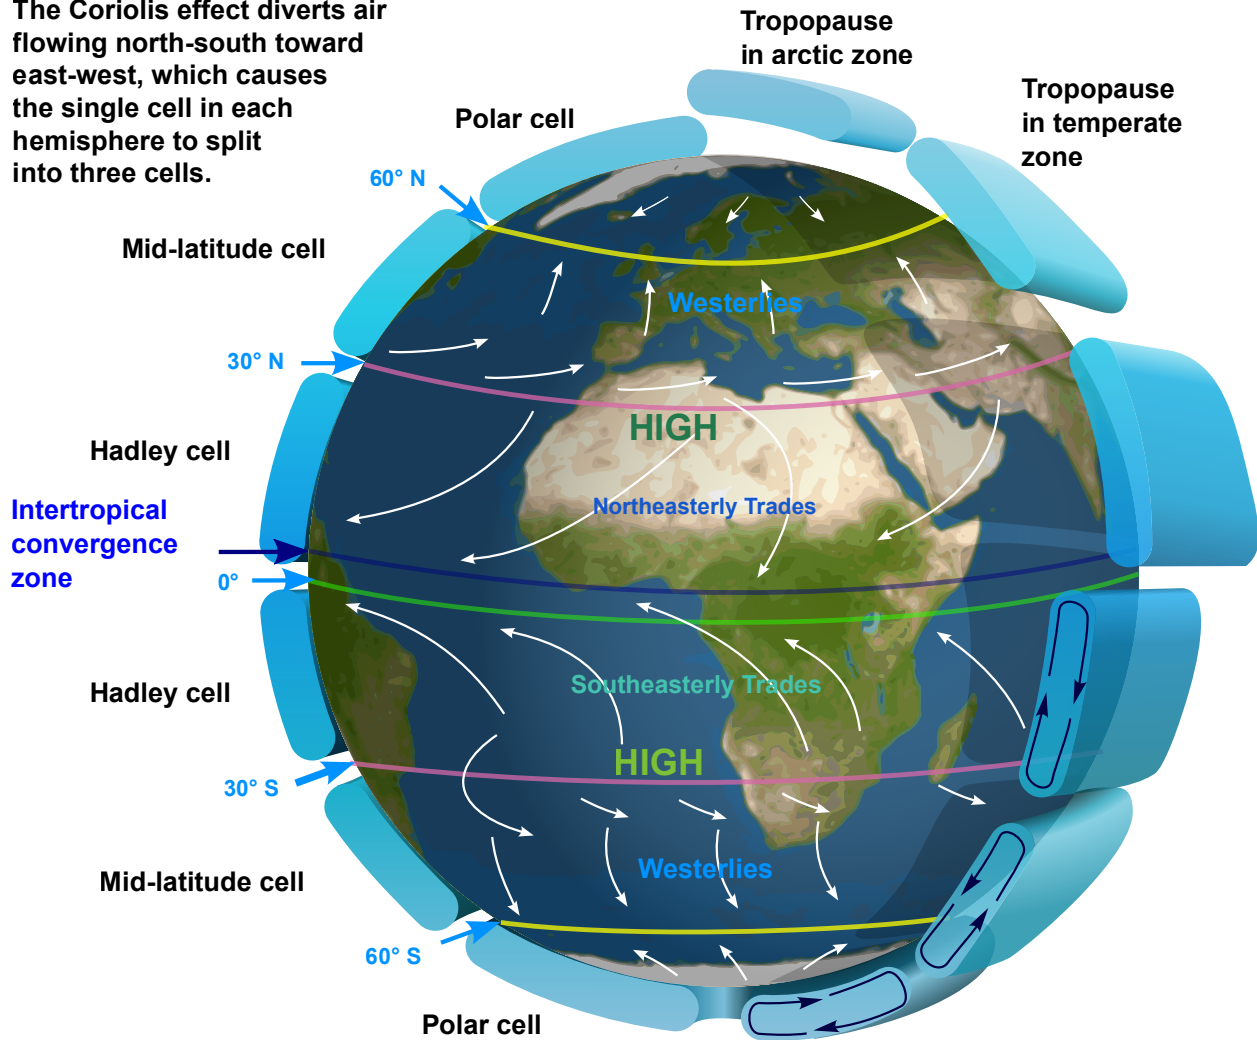 The Coriolis effect diverts air
flowing north-south toward
east-west, which causes
the single cell in each
hemisphere to split
into three cells.
Tropopause
in arctic zone
Tropopause
in temperate
zone
Polar cell
60° N
Mid-latitude cell
Westerlies
30° N
HIGH
Hadley cell
Northeasterly Trades
Intertropical
convergence
zone
0°
Hadley cell
Southeasterly Trades
HIGH
30° S
Westerlies
Mid-latitude cell
60° S
Polar cell